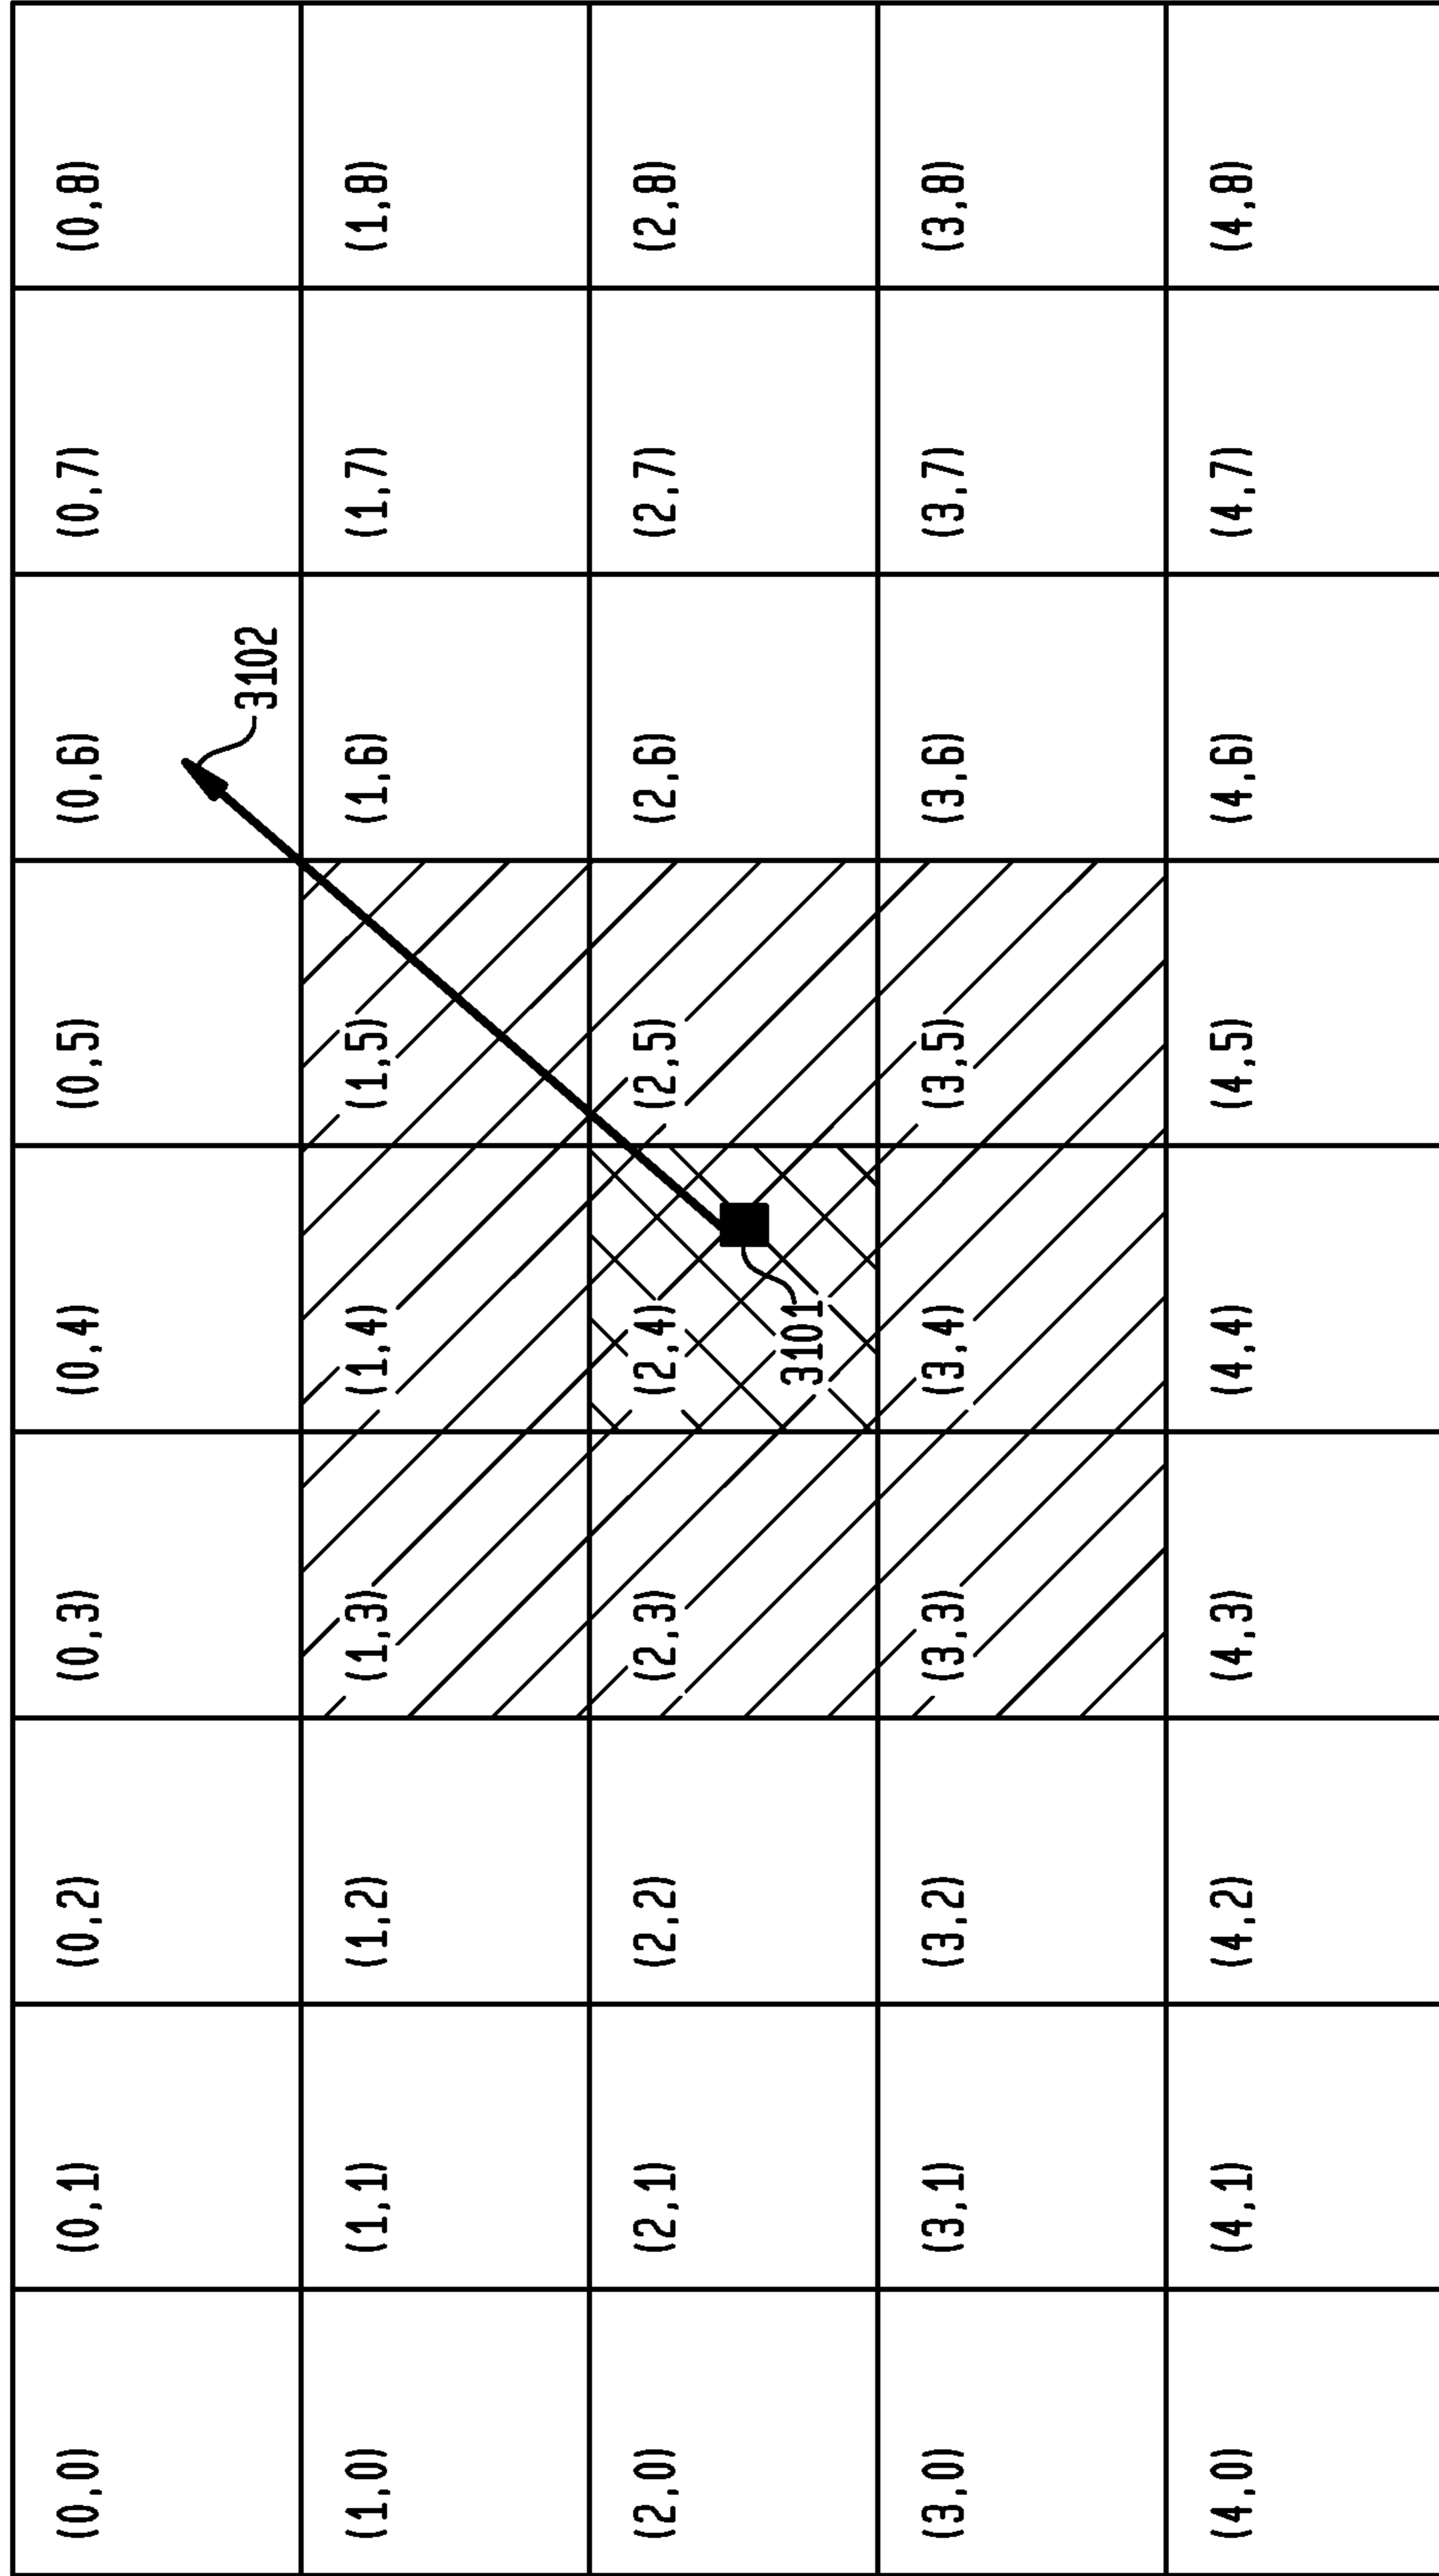 (0,0) (0,1) (0,2) (0,3) (0,4) (0,5) (0,6) (0,7) (0,8)
3102
(1,0) (1,1) (1,2) (1,3) (1,4) (1,5) (1,6) (1,7) (1,8)
(2,0) (2,1) (2,2) (2,3) (2,4) (2,5) (2,6) (2,7) (2,8)
3101
(3,0) (3,1) (3,2) (3,3) (3,4) (3,5) (3,6) (3,7) (3,8)
(4,0) (4,1) (4,2) (4,3) (4,4) (4,5) (4,6) (4,7) (4,8)